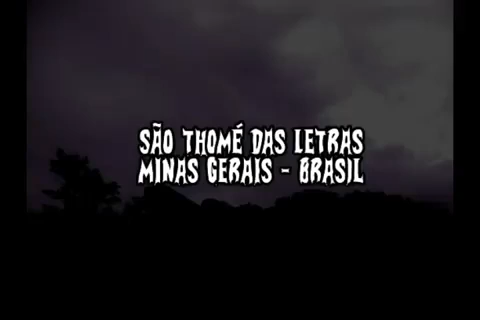 SÃO THOMÉ DAS LETRAS
MINAS GERAIS - BRASIL